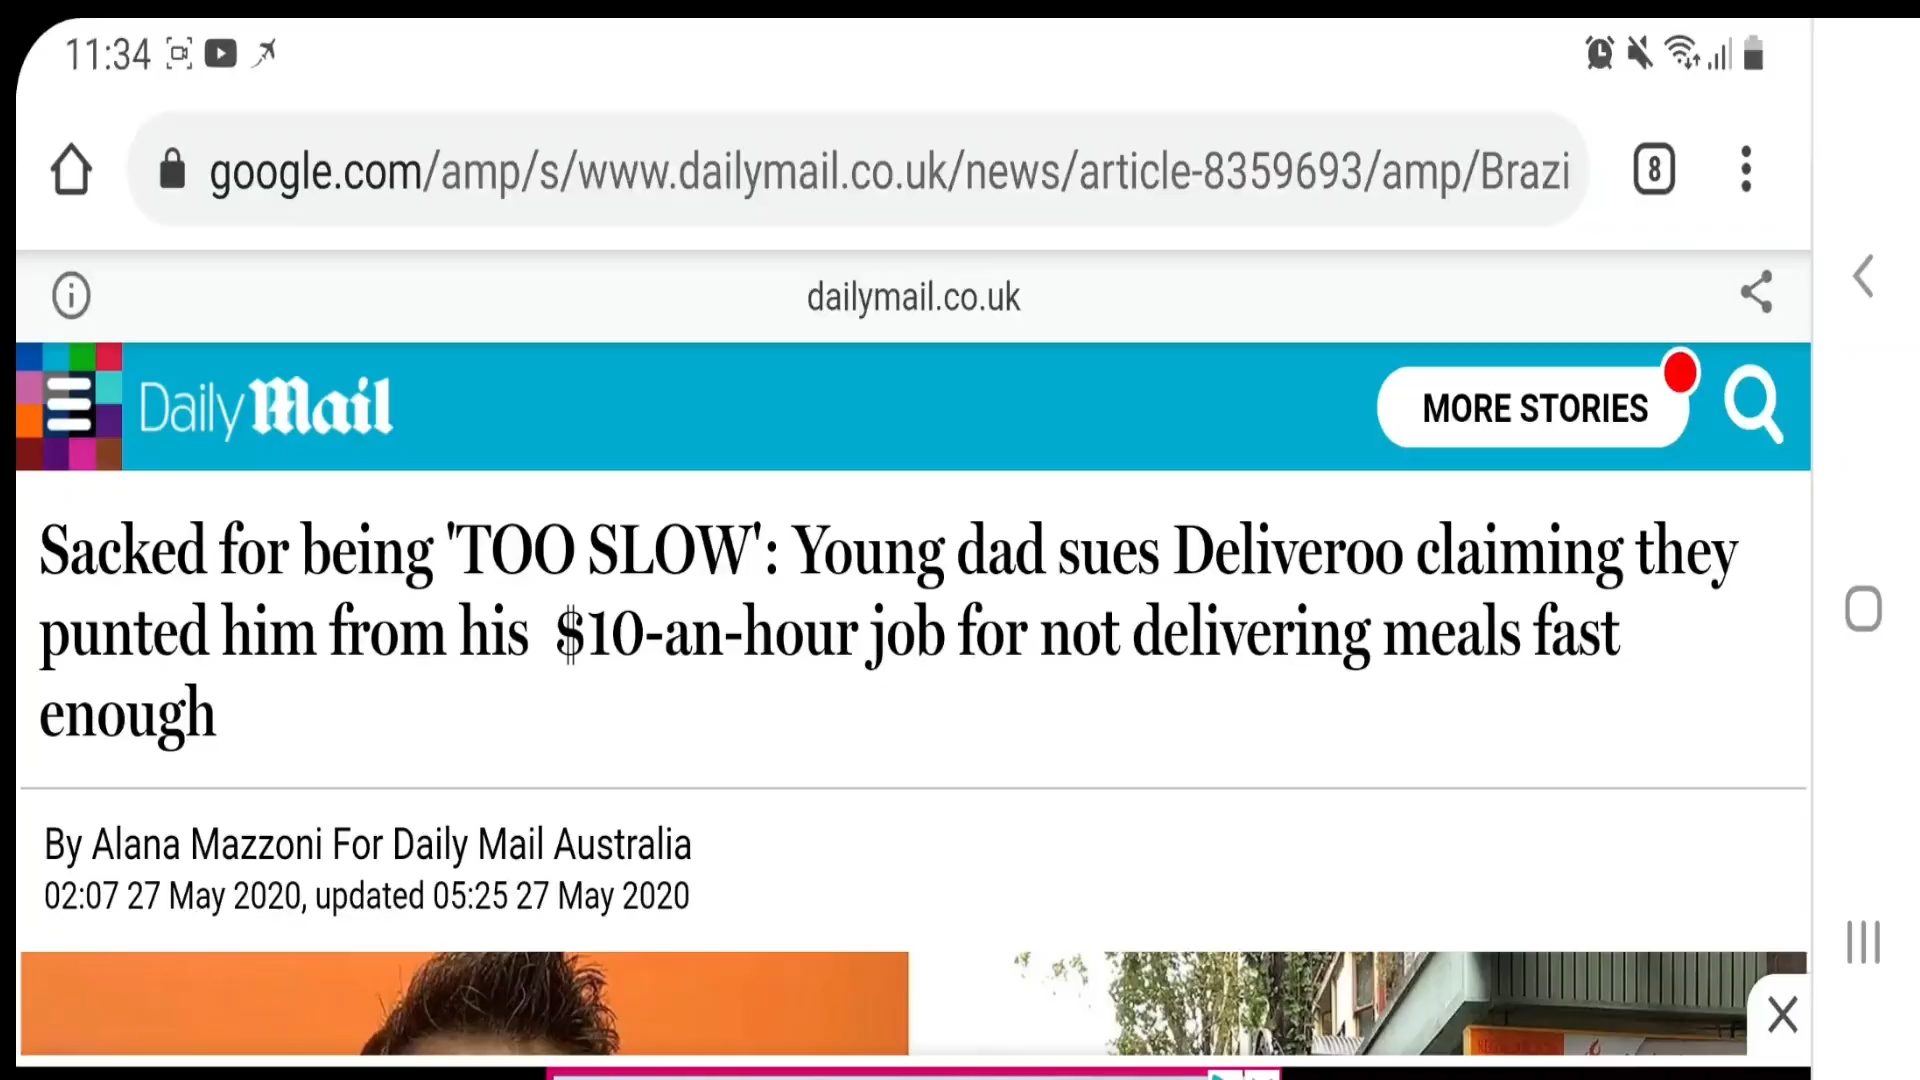 11:34
google.com/amp/s/www.dailymail.co.uk/news/article-8359693/amp/Brazi
8
dailymail.co.uk
Daily Mail
MORE STORIES
Sacked for being 'TOO SLOW': Young dad sues Deliveroo claiming they
punted him from his $10-an-hour job for not delivering meals fast
enough
By Alana Mazzoni For Daily Mail Australia
02:07 27 May 2020, updated 05:25 27 May 2020